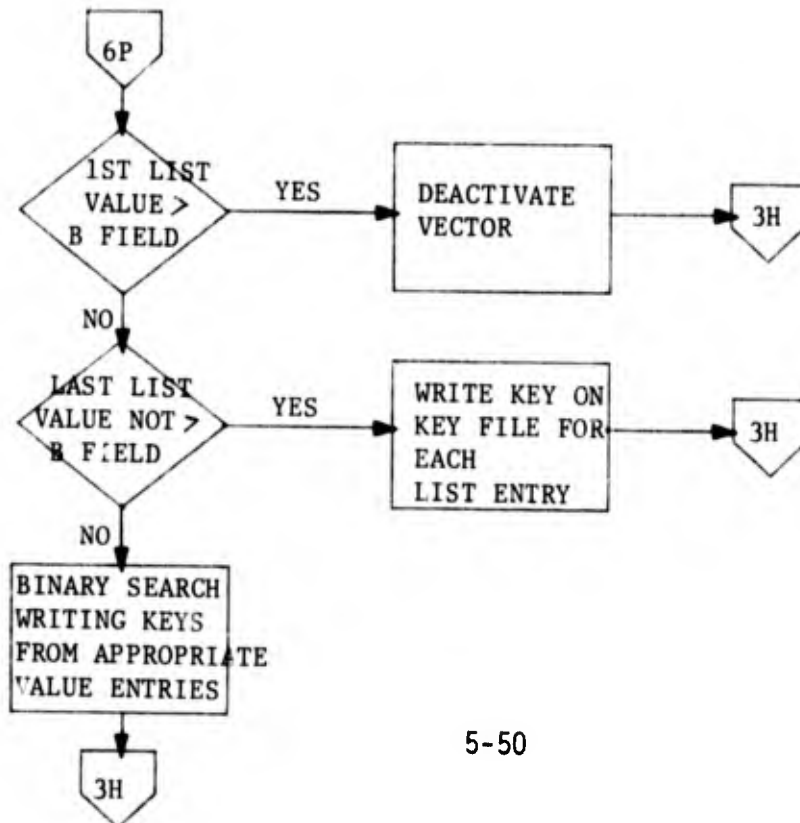 6P
1ST LIST
VALUE >
B FIELD
YES
DEACTIVATE
VECTOR
3H
NO
LAST LIST
VALUE NOT >
B FIELD
YES
WRITE KEY ON
KEY FILE FOR
EACH
LIST ENTRY
3H
NO
BINARY SEARCH
WRITING KEYS
FROM APPROPRIATE
VALUE ENTRIES
3H
5-50